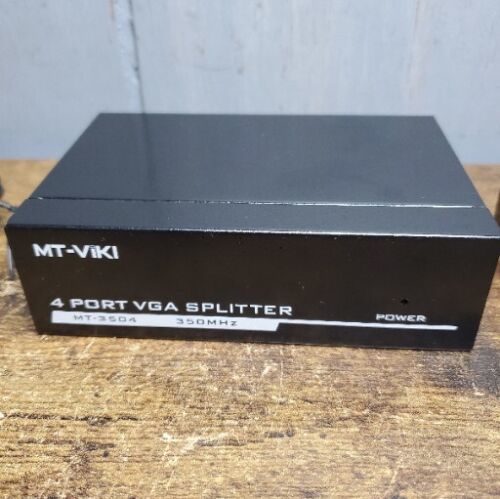 MT-ViKI
4 PORT VGA SPLITTER
MT-3504 350MHz
POWER